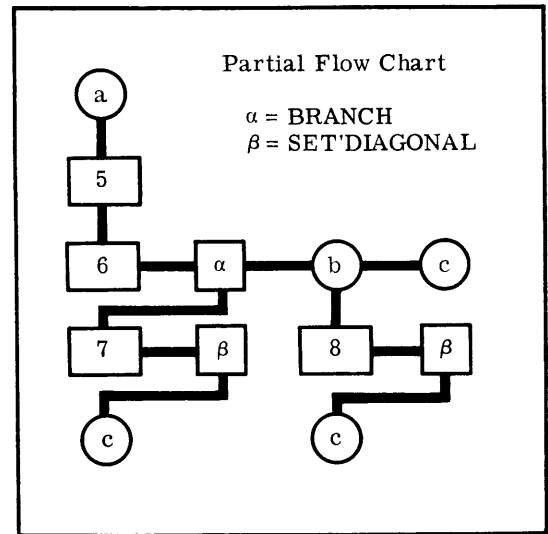 Partial Flow Chart
α = BRANCH
β = SET'DIAGONAL
a
5
6 α b c
7 β 8 β
c c